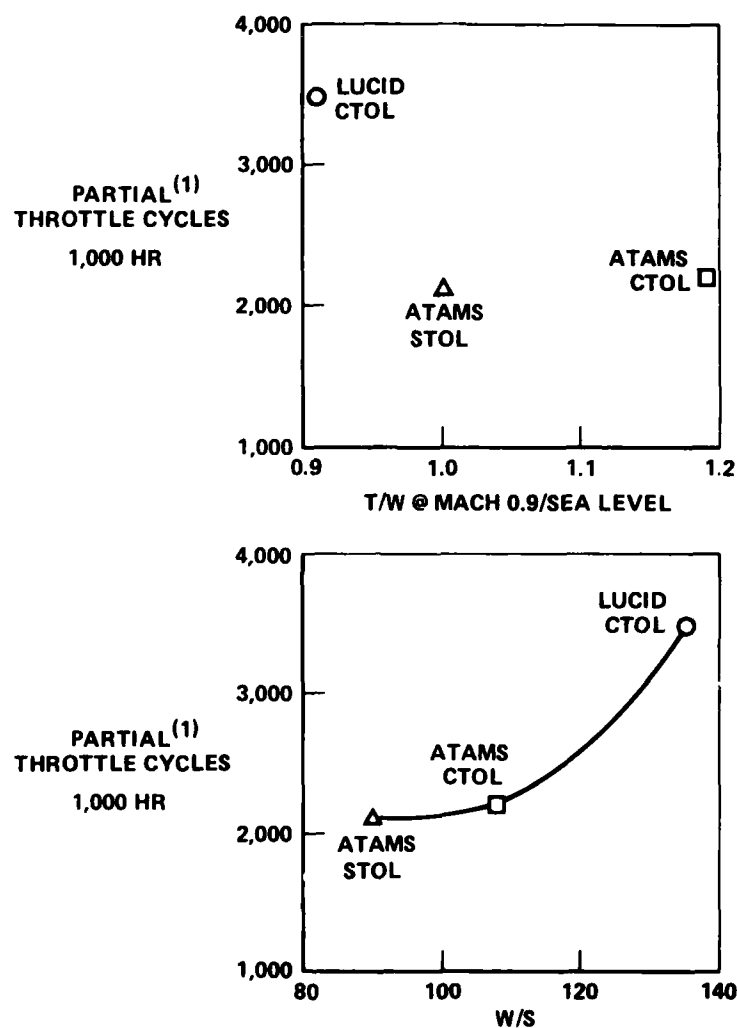 4,000
LUCID
CTOL
3,000
PARTIAL(1)
THROTTLE CYCLES
1,000 HR
ATAMS
CTOL
2,000
ATAMS
STOL
1,000
0.9 1.0 1.1 1.2
T/W @ MACH 0.9/SEA LEVEL
4,000
LUCID
CTOL
3,000
PARTIAL(1)
THROTTLE CYCLES
1,000 HR
ATAMS
CTOL
2,000
ATAMS
STOL
1,000
80 100 120 140
W/S